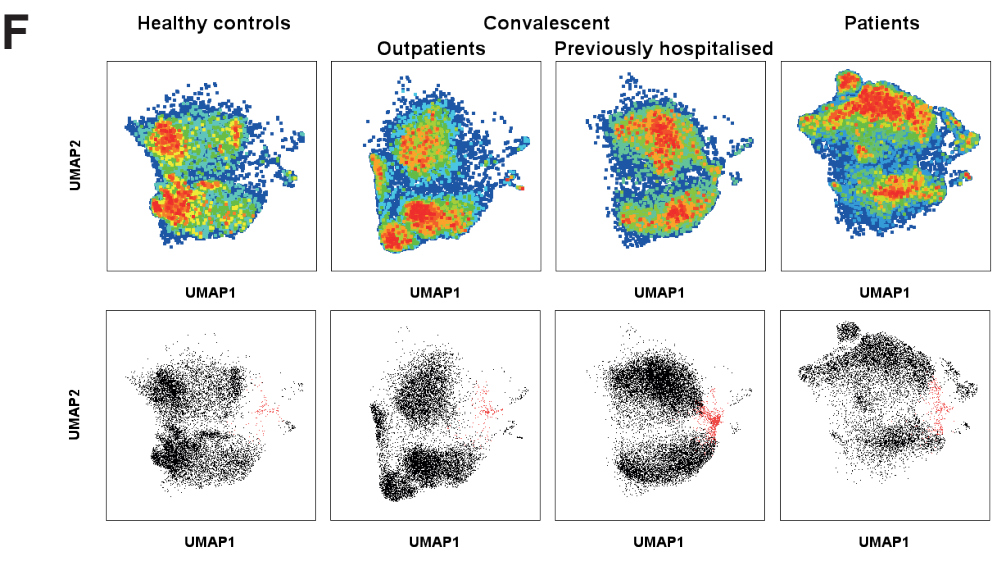 F
Healthy controls
Convalescent
Patients
Outpatients
Previously hospitalised
UMAP2
UMAP1
UMAP1
UMAP1
UMAP1
UMAP2
UMAP1
UMAP1
UMAP1
UMAP1